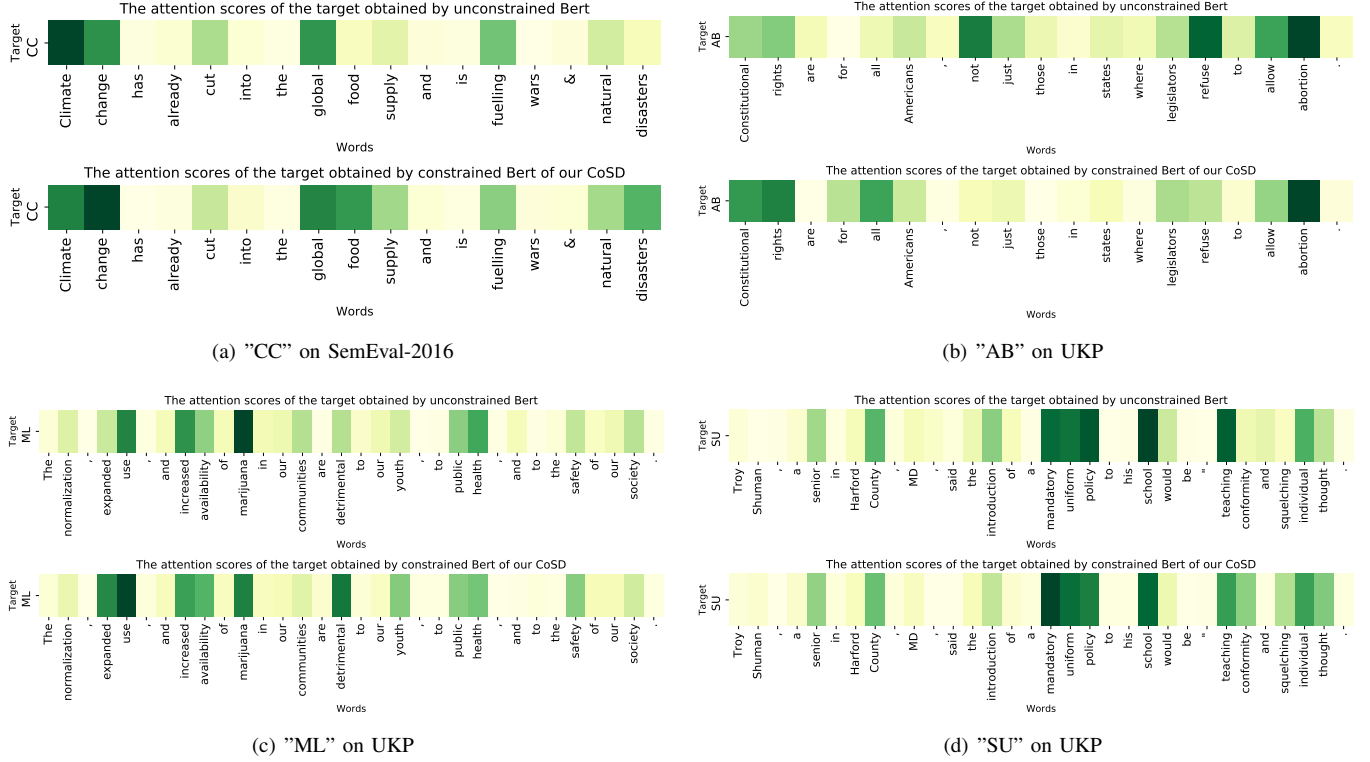 The attention scores of the target obtained by unconstrained Bert
Target
CC
Climate change has already cut into the global food supply and is fuelling wars & natural disasters
Words
The attention scores of the target obtained by constrained Bert of our CoSD
Target
CC
Climate change has already cut into the global food supply and is fuelling wars & natural disasters
Words
(a) ”CC” on SemEval-2016
The attention scores of the target obtained by unconstrained Bert
Target
AB
Constitutional rights are for all Americans , not just those in states where legislators refuse to allow abortion .
Words
The attention scores of the target obtained by constrained Bert of our CoSD
Target
AB
Constitutional rights are for all Americans , not just those in states where legislators refuse to allow abortion .
Words
(b) ”AB” on UKP
The attention scores of the target obtained by unconstrained Bert
Target
ML
The normalization , expanded use , and increased availability of marijuana in our communities are detrimental to our youth , to public health , and to the safety of our society .
Words
The attention scores of the target obtained by constrained Bert of our CoSD
Target
ML
The normalization , expanded use , and increased availability of marijuana in our communities are detrimental to our youth , to public health , and to the safety of our society .
Words
(c) ”ML” on UKP
The attention scores of the target obtained by unconstrained Bert
Target
SU
Troy Shuman , a senior in Harford County , MD , said the introduction of a mandatory uniform policy to his school would be " teaching conformity and squelching individual thought .
Words
The attention scores of the target obtained by constrained Bert of our CoSD
Target
SU
Troy Shuman , a senior in Harford County , MD , said the introduction of a mandatory uniform policy to his school would be " teaching conformity and squelching individual thought .
Words
(d) ”SU” on UKP